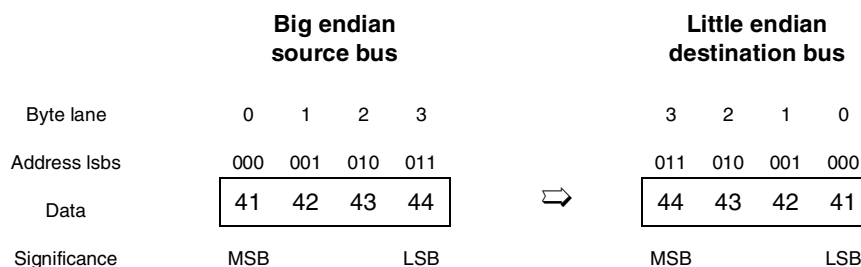 Big endian Little endian
source bus destination bus
Byte lane 0 1 2 3 3 2 1 0
Address lsbs 000 001 010 011 011 010 001 000
Data 41 42 43 44 ⇨ 44 43 42 41
Significance MSB LSB MSB LSB